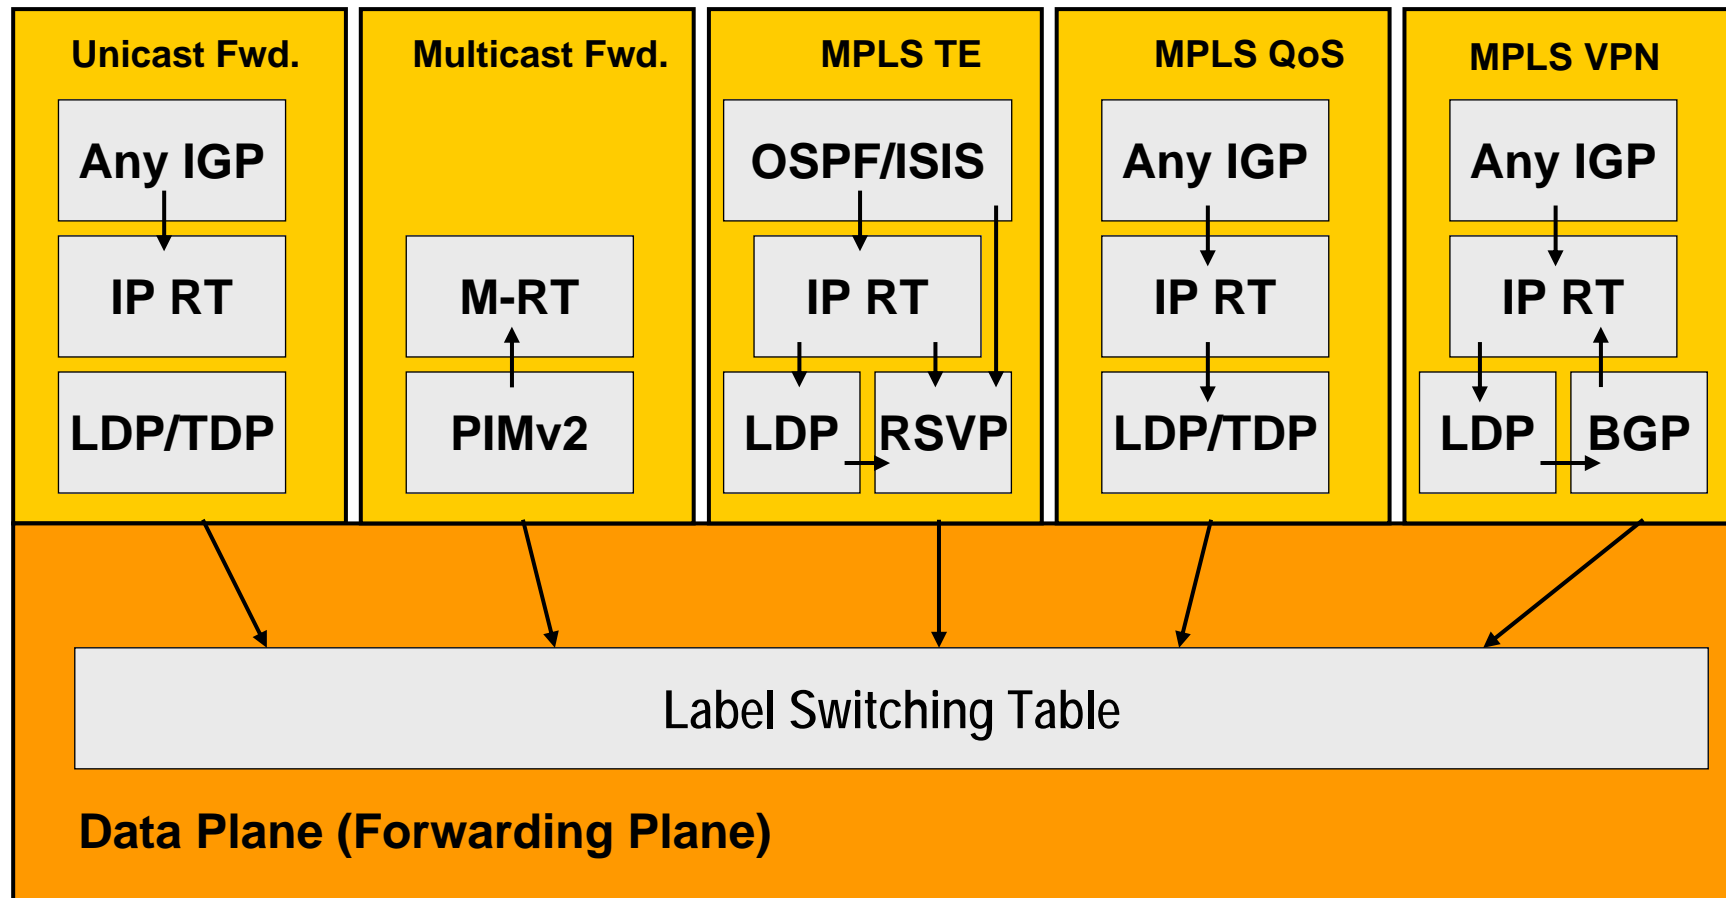 Unicast Fwd.
Any IGP
IP RT
LDP/TDP
Multicast Fwd.
M-RT
PIMv2
MPLS TE
OSPF/ISIS
IP RT
LDP
RSVP
MPLS QoS
Any IGP
IP RT
LDP/TDP
MPLS VPN
Any IGP
IP RT
LDP
BGP
Label Switching Table
Data Plane (Forwarding Plane)